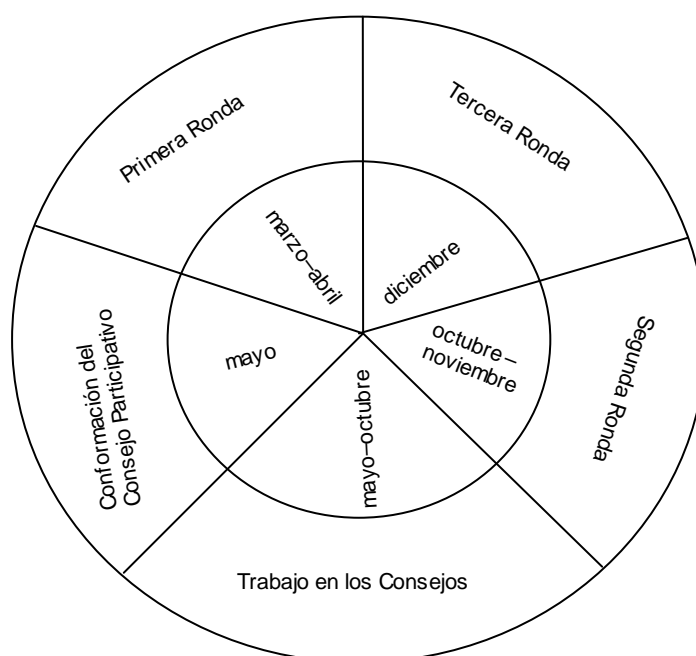 Primera Ronda
Tercera Ronda
marzo–abril
diciembre
Conformación del
Consejo Participativo
mayo
octubre–
noviembre
Segunda Ronda
mayo–octubre
Trabajo en los Consejos